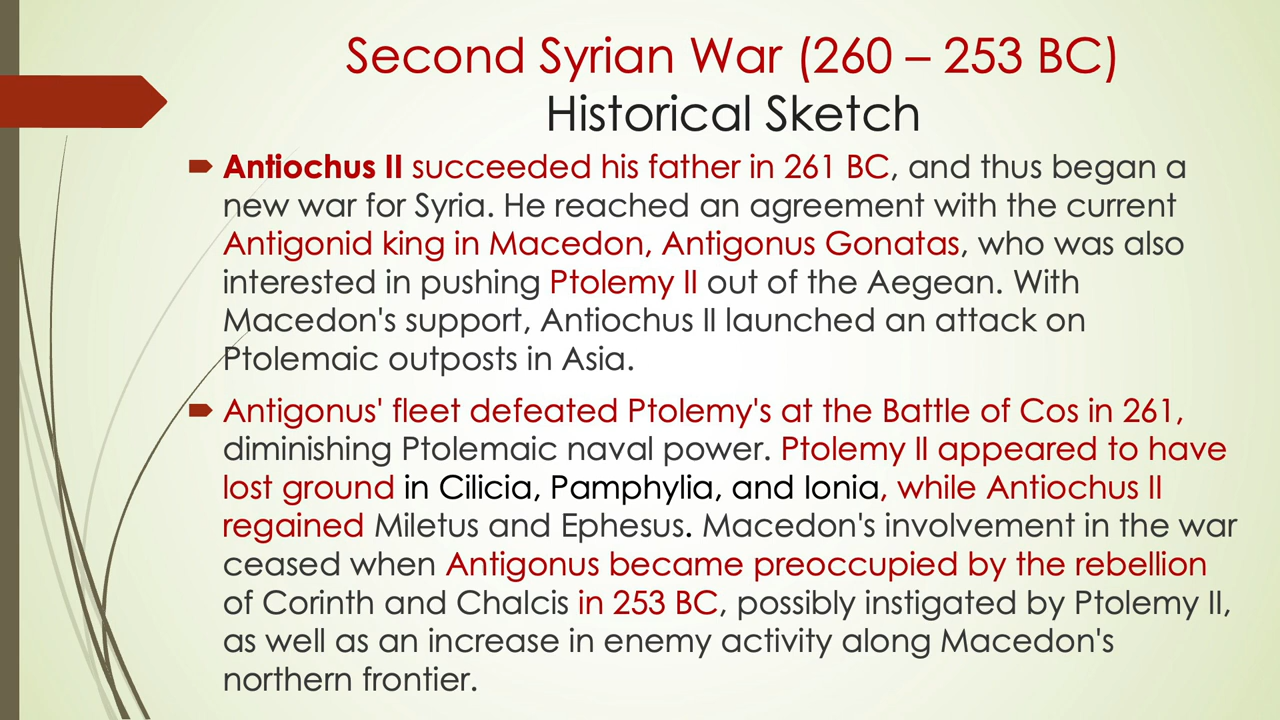 Second Syrian War (260 – 253 BC)
Historical Sketch
Antiochus II succeeded his father in 261 BC, and thus began a
new war for Syria. He reached an agreement with the current
Antigonid king in Macedon, Antigonus Gonatas, who was also
interested in pushing Ptolemy II out of the Aegean. With
Macedon's support, Antiochus II launched an attack on
Ptolemaic outposts in Asia.
Antigonus' fleet defeated Ptolemy's at the Battle of Cos in 261,
diminishing Ptolemaic naval power. Ptolemy II appeared to have
lost ground in Cilicia, Pamphylia, and Ionia, while Antiochus II
regained Miletus and Ephesus. Macedon's involvement in the war
ceased when Antigonus became preoccupied by the rebellion
of Corinth and Chalcis in 253 BC, possibly instigated by Ptolemy II,
as well as an increase in enemy activity along Macedon's
northern frontier.